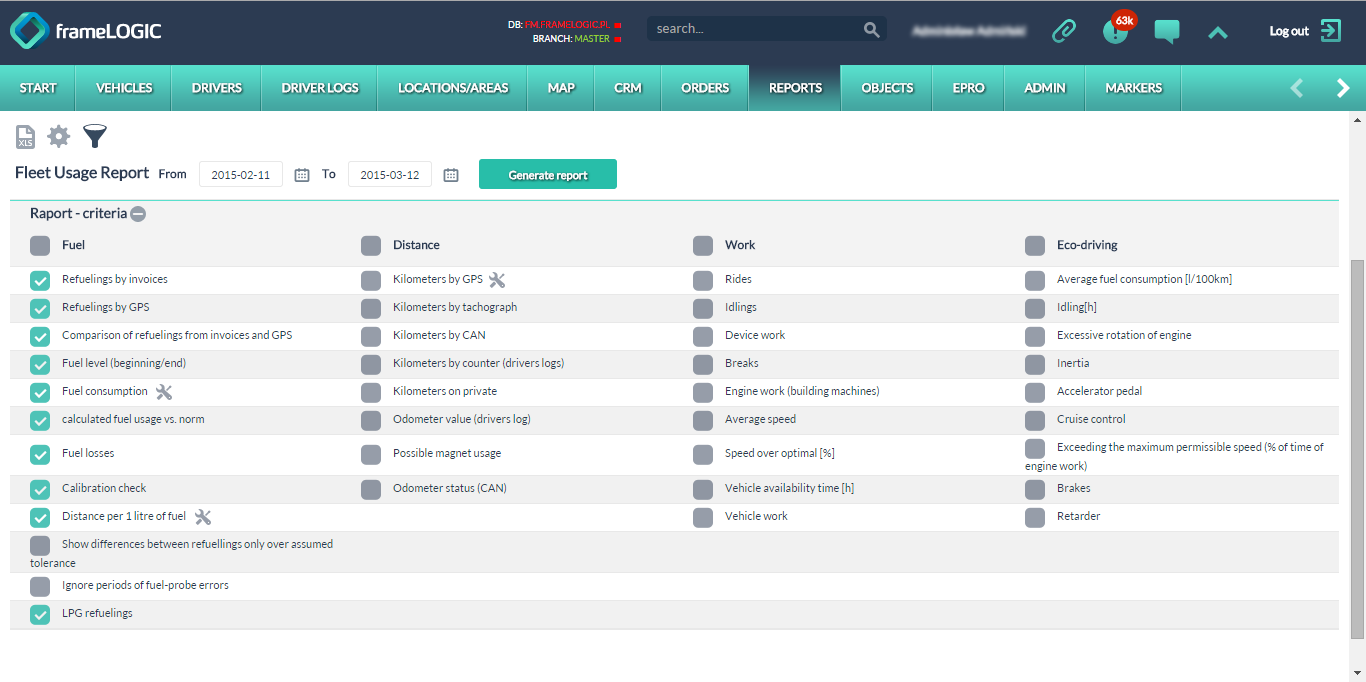 frameLOGIC
DB: FM.FRAMELOGIC.PL
BRANCH: MASTER
search...
63k
Log out
START VEHICLES DRIVERS DRIVER LOGS LOCATIONS/AREAS MAP CRM ORDERS REPORTS OBJECTS EPRO ADMIN MARKERS
XLS
Fleet Usage Report From 2015-02-11 To 2015-03-12 Generate report
Raport - criteria
Fuel Distance Work Eco-driving
Refuelings by invoices Kilometers by GPS Rides Average fuel consumption [l/100km]
Refuelings by GPS Kilometers by tachograph Idlings Idling[h]
Comparison of refuelings from invoices and GPS Kilometers by CAN Device work Excessive rotation of engine
Fuel level (beginning/end) Kilometers by counter (drivers logs) Breaks Inertia
Fuel consumption Kilometers on private Engine work (building machines) Accelerator pedal
calculated fuel usage vs. norm Odometer value (drivers log) Average speed Cruise control
Fuel losses Possible magnet usage Speed over optimal [%] Exceeding the maximum permissible speed (% of time of
engine work)
Calibration check Odometer status (CAN) Vehicle availability time [h] Brakes
Distance per 1 litre of fuel Vehicle work Retarder
Show differences between refuellings only over assumed
tolerance
Ignore periods of fuel-probe errors
LPG refuelings